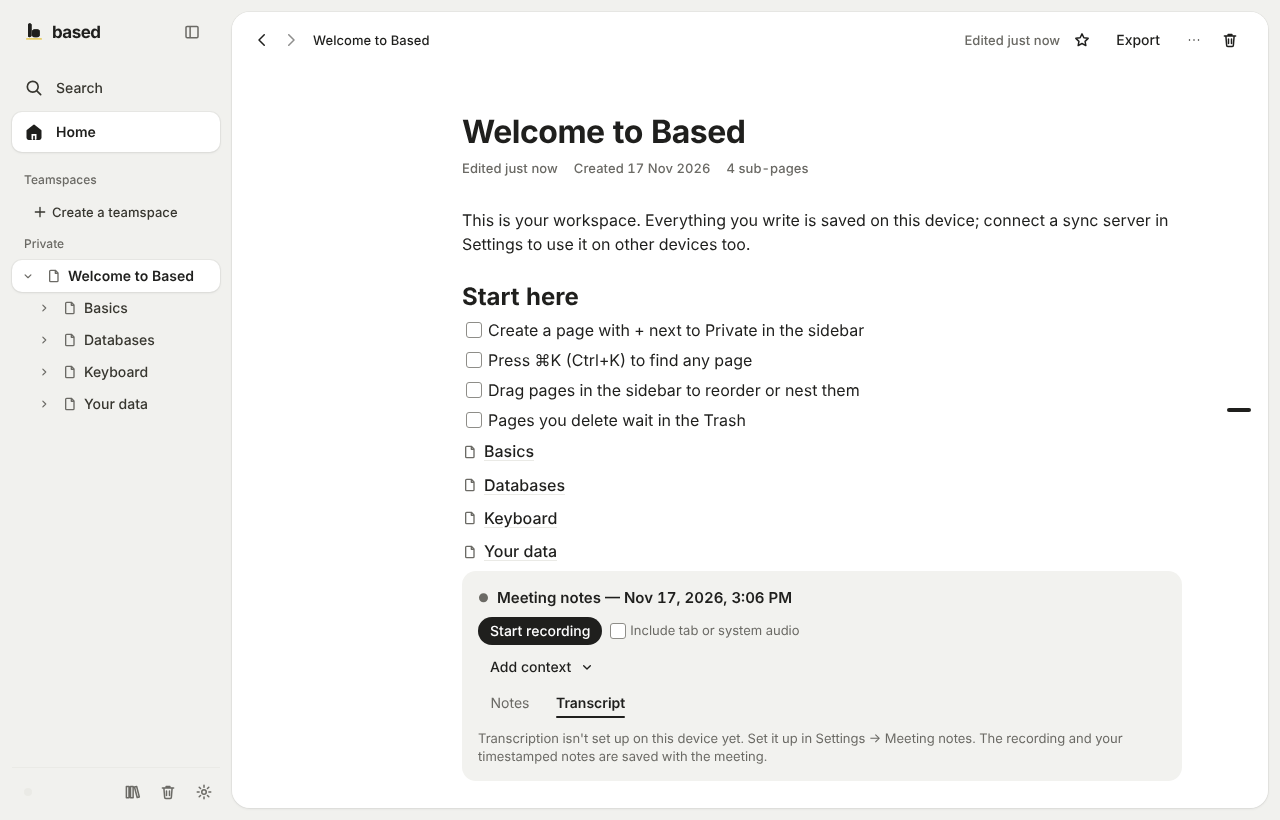 based
Search
Home
Teamspaces
Create a teamspace
Private
Welcome to Based
Basics
Databases
Keyboard
Your data
Welcome to Based
Edited just now
Export
Welcome to Based
Edited just now Created 17 Nov 2026 4 sub-pages
This is your workspace. Everything you write is saved on this device; connect a sync server in
Settings to use it on other devices too.
Start here
Create a page with + next to Private in the sidebar
Press ⌘K (Ctrl+K) to find any page
Drag pages in the sidebar to reorder or nest them
Pages you delete wait in the Trash
Basics
Databases
Keyboard
Your data
Meeting notes — Nov 17, 2026, 3:06 PM
Start recording
Include tab or system audio
Add context
Notes
Transcript
Transcription isn't set up on this device yet. Set it up in Settings → Meeting notes. The recording and your
timestamped notes are saved with the meeting.